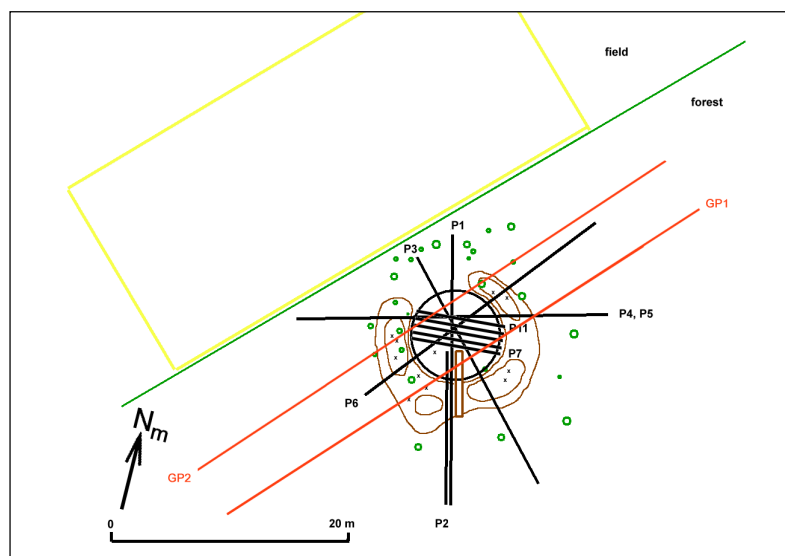 field
forest
GP1
P1
P3
P4, P5
P11
P7
P6
Nm
GP2
0
20 m
P2